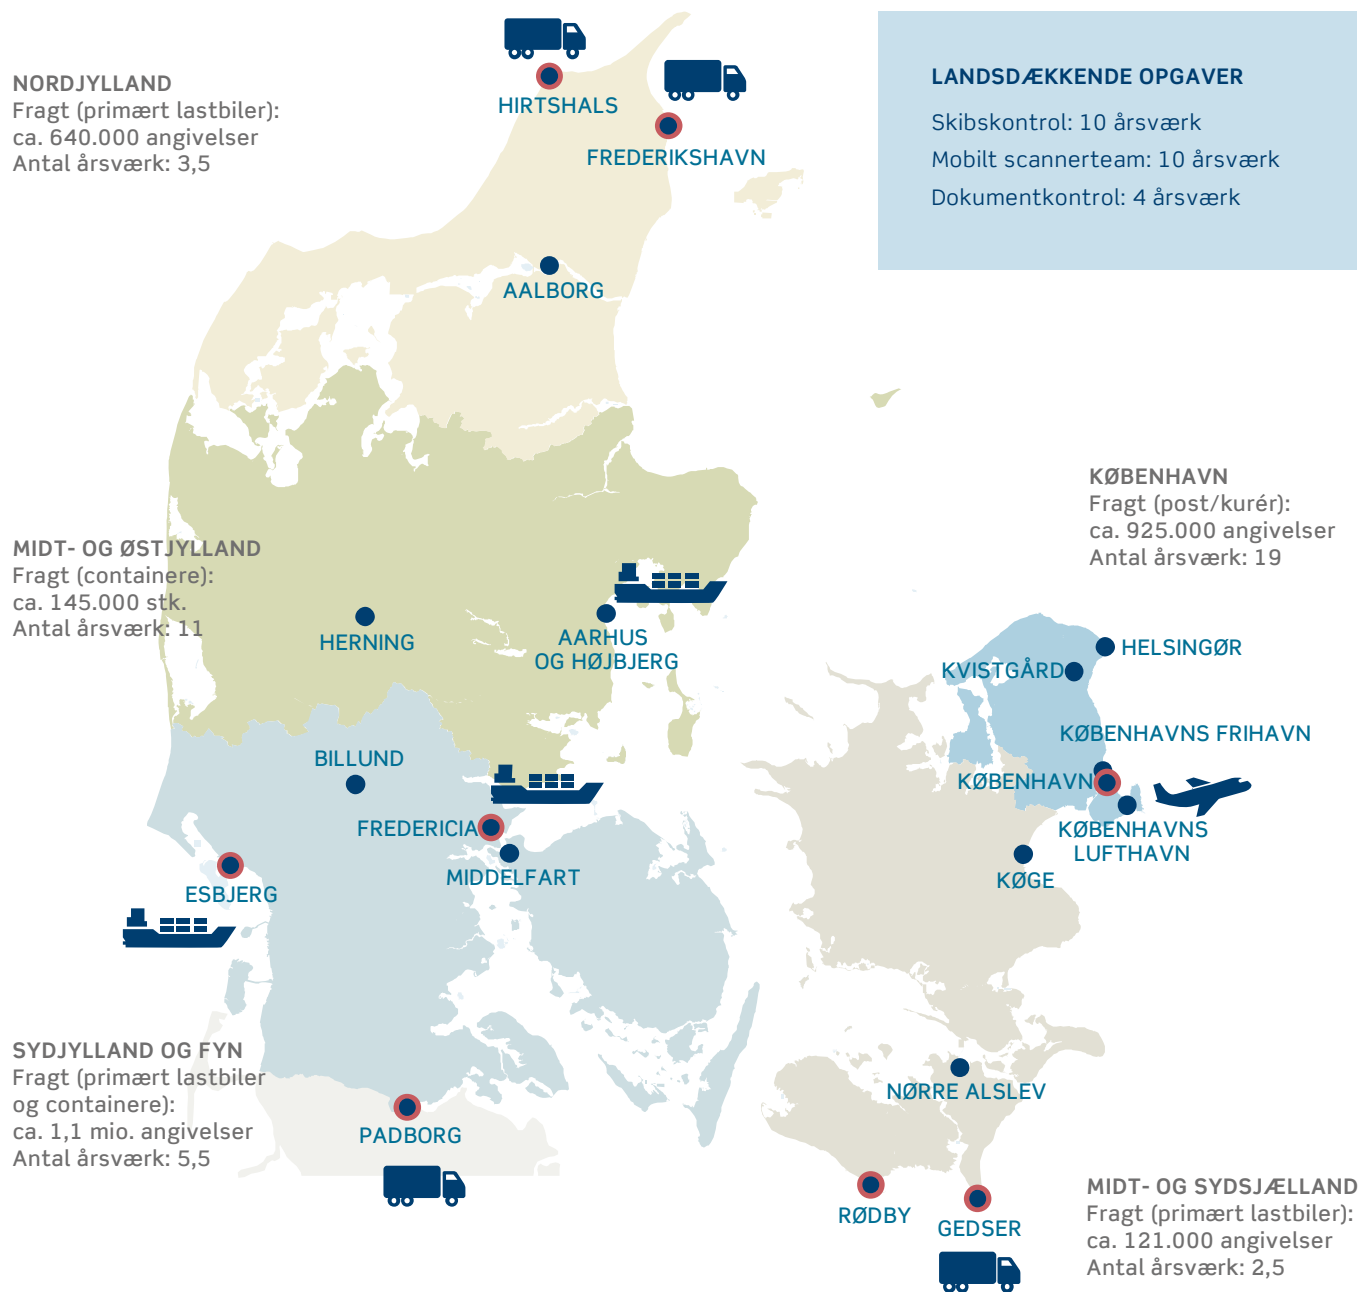 NORDJYLLAND
Fragt (primært lastbiler):
ca. 640.000 angivelser
Antal årsværk: 3,5
HIRTSHALS
FREDERIKSHAVN
AALBORG
LANDSDÆKKENDE OPGAVER
Skibskontrol: 10 årsværk
Mobilt scannerteam: 10 årsværk
Dokumentkontrol: 4 årsværk
KØBENHAVN
Fragt (post/kurér):
ca. 925.000 angivelser
Antal årsværk: 19
MIDT- OG ØSTJYLLAND
Fragt (containere):
ca. 145.000 stk.
Antal årsværk: 11
HERNING
AARHUS
OG HØJBJERG
HELSINGØR
KVISTGÅRD
KØBENHAVNS FRIHAVN
KØBENHAVN
KØBENHAVNS
LUFTHAVN
KØGE
BILLUND
FREDERICIA
MIDDELFART
ESBJERG
SYDJYLLAND OG FYN
Fragt (primært lastbiler
og containere):
ca. 1,1 mio. angivelser
Antal årsværk: 5,5
PADBORG
NØRRE ALSLEV
RØDBY
GEDSER
MIDT- OG SYDSJÆLLAND
Fragt (primært lastbiler):
ca. 121.000 angivelser
Antal årsværk: 2,5